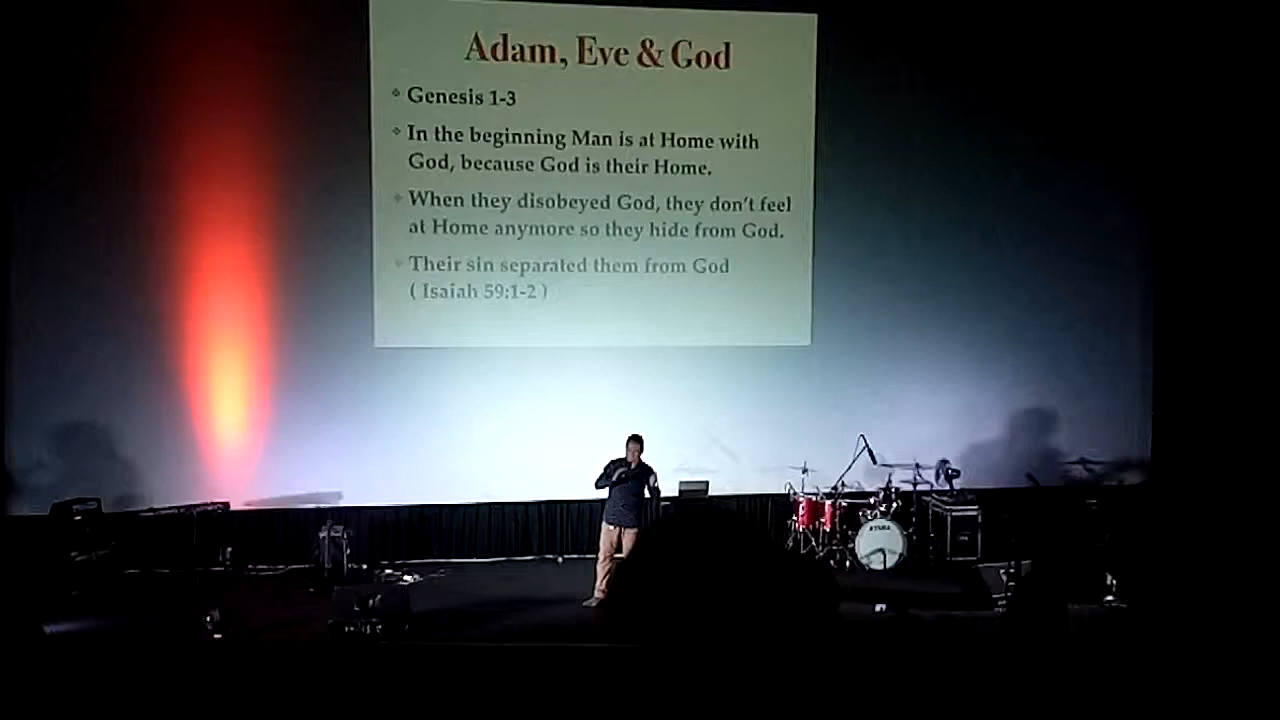 Adam, Eve & God
Genesis 1-3
In the beginning Man is at Home with
God, because God is their Home.
When they disobeyed God, they don't feel
at Home anymore so they hide from God.
Their sin separated them from God
( Isaiah 59:1-2 )
TAMA